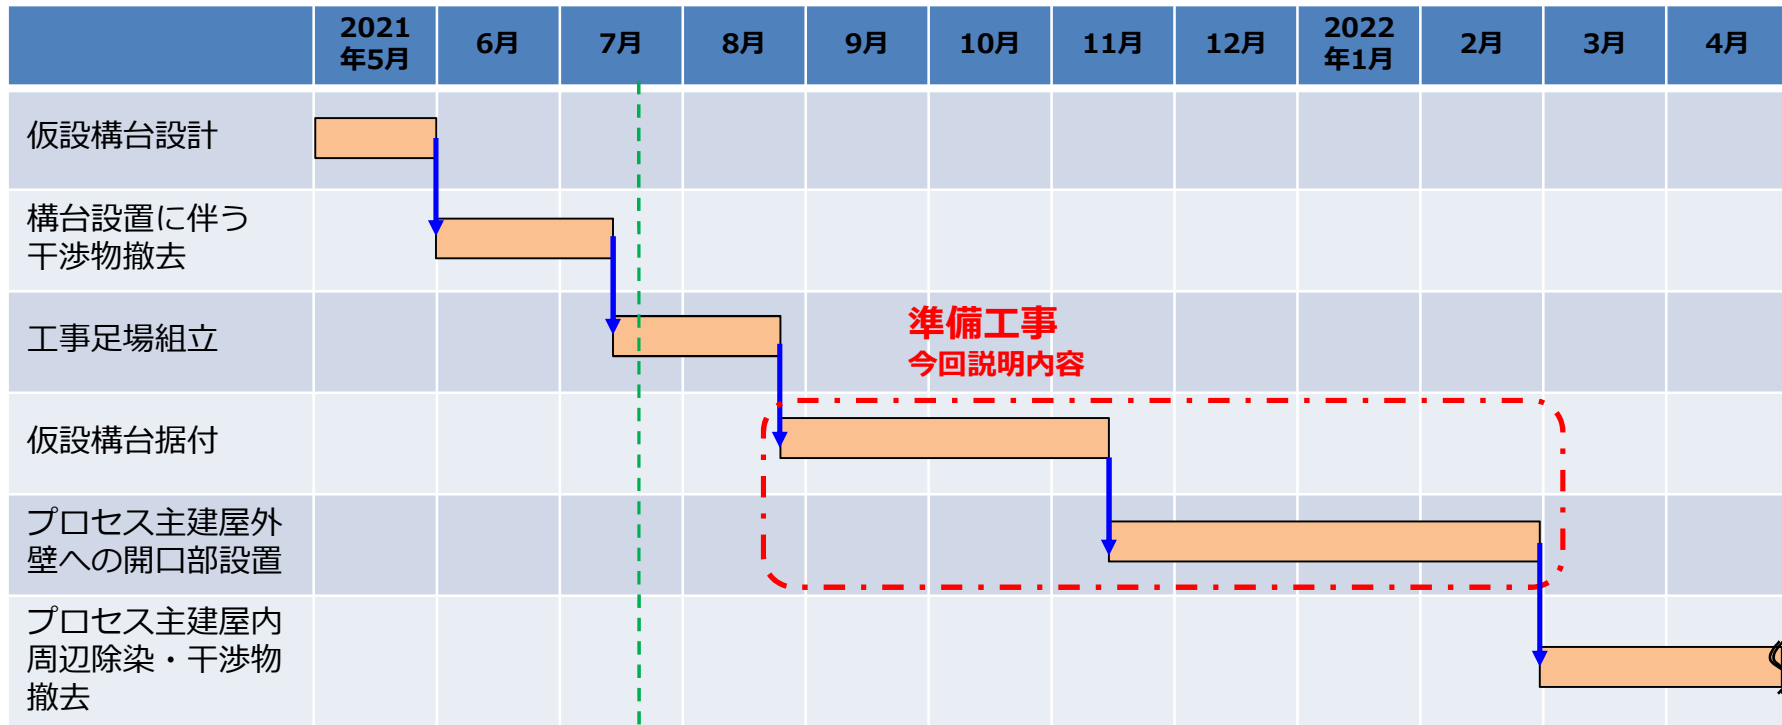 2021
年5月
6月
7月
8月
9月
10月
11月
12月
2022
年1月
2月
3月
4月
仮設構台設計
構台設置に伴う
干渉物撤去
工事足場組立
準備工事
今回説明内容
仮設構台据付
プロセス主建屋外
壁への開口部設置
プロセス主建屋内
周辺除染・干渉物
撤去